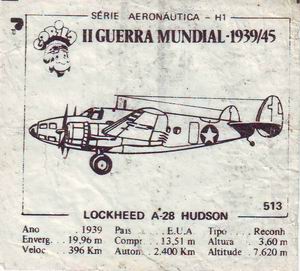 SÉRIE AERONÁUTICA - H1
II GUERRA MUNDIAL-1939/45
513
LOCKHEED A-28 HUDSON
Ano . 1939 Pais . . . E.U.A Tipo . . . Reconh
Enverg. . 19,96 m Compr . . 13,51 m Altura . . 3,60 m
Veloc . . 396 Km Auton. . 2.400 Km Altitude . 7.620 m